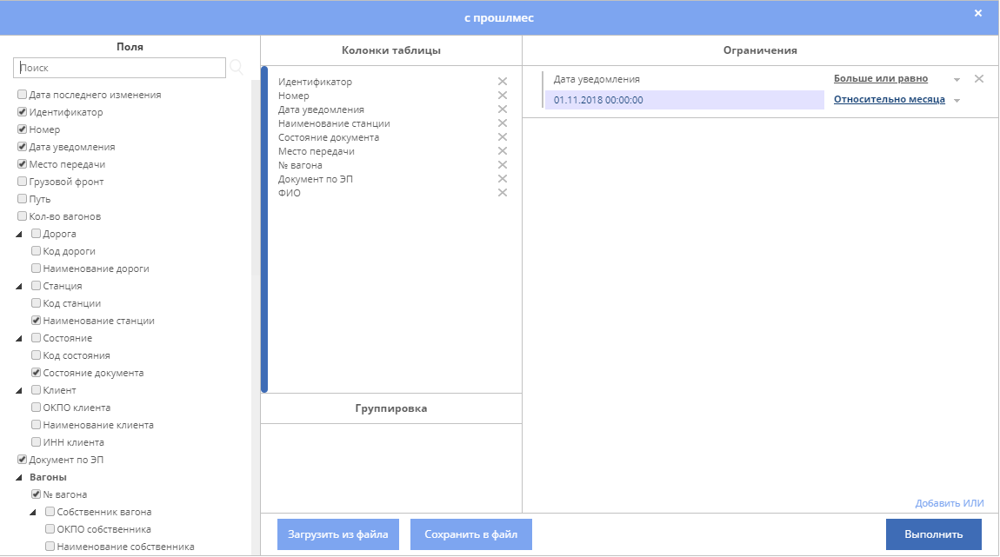 с прошлмес
Поля
Поиск
Дата последнего изменения
Идентификатор
Номер
Дата уведомления
Место передачи
Грузовой фронт
Путь
Кол-во вагонов
Дорога
Код дороги
Наименование дороги
Станция
Код станции
Наименование станции
Состояние
Код состояния
Состояние документа
Клиент
ОКПО клиента
Наименование клиента
ИНН клиента
Документ по ЭП
Вагоны
№ вагона
Собственник вагона
ОКПО собственника
Наименование собственника
Колонки таблицы
Идентификатор
Номер
Дата уведомления
Наименование станции
Состояние документа
Место передачи
№ вагона
Документ по ЭП
ФИО
Группировка
Ограничения
Дата уведомления Больше или равно
01.11.2018 00:00:00 Относительно месяца
Добавить ИЛИ
Загрузить из файла Сохранить в файл Выполнить